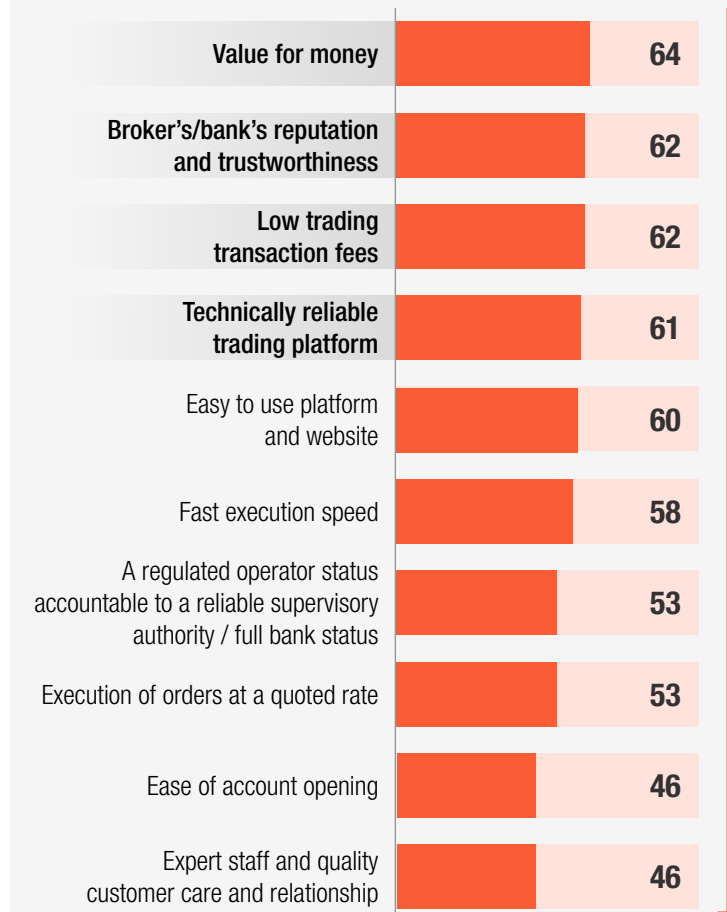 Value for money
64
Broker's/bank's reputation
and trustworthiness
62
Low trading
transaction fees
62
Technically reliable
trading platform
61
Easy to use platform
and website
60
Fast execution speed
58
A regulated operator status
accountable to a reliable supervisory
authority / full bank status
53
Execution of orders at a quoted rate
53
Ease of account opening
46
Expert staff and quality
customer care and relationship
46